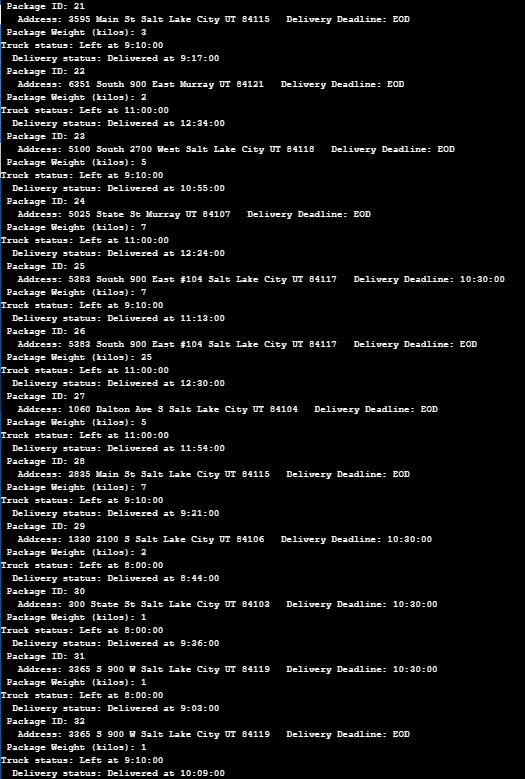 Package ID: 21
Address: 3595 Main St Salt Lake City UT 84115   Delivery Deadline: EOD
Package Weight (kilos): 3
Truck status: Left at 9:10:00
Delivery status: Delivered at 9:17:00
Package ID: 22
Address: 6351 South 900 East Murray UT 84121   Delivery Deadline: EOD
Package Weight (kilos): 2
Truck status: Left at 11:00:00
Delivery status: Delivered at 12:34:00
Package ID: 23
Address: 5100 South 2700 West Salt Lake City UT 84118   Delivery Deadline: EOD
Package Weight (kilos): 5
Truck status: Left at 9:10:00
Delivery status: Delivered at 10:55:00
Package ID: 24
Address: 5025 State St Murray UT 84107   Delivery Deadline: EOD
Package Weight (kilos): 7
Truck status: Left at 11:00:00
Delivery status: Delivered at 12:24:00
Package ID: 25
Address: 5383 South 900 East #104 Salt Lake City UT 84117   Delivery Deadline: 10:30:00
Package Weight (kilos): 7
Truck status: Left at 9:10:00
Delivery status: Delivered at 11:13:00
Package ID: 26
Address: 5383 South 900 East #104 Salt Lake City UT 84117   Delivery Deadline: EOD
Package Weight (kilos): 25
Truck status: Left at 11:00:00
Delivery status: Delivered at 12:30:00
Package ID: 27
Address: 1060 Dalton Ave S Salt Lake City UT 84104   Delivery Deadline: EOD
Package Weight (kilos): 5
Truck status: Left at 11:00:00
Delivery status: Delivered at 11:54:00
Package ID: 28
Address: 2835 Main St Salt Lake City UT 84115   Delivery Deadline: EOD
Package Weight (kilos): 7
Truck status: Left at 9:10:00
Delivery status: Delivered at 9:21:00
Package ID: 29
Address: 1330 2100 S Salt Lake City UT 84106   Delivery Deadline: 10:30:00
Package Weight (kilos): 2
Truck status: Left at 8:00:00
Delivery status: Delivered at 8:44:00
Package ID: 30
Address: 300 State St Salt Lake City UT 84103   Delivery Deadline: 10:30:00
Package Weight (kilos): 1
Truck status: Left at 8:00:00
Delivery status: Delivered at 9:36:00
Package ID: 31
Address: 3365 S 900 W Salt Lake City UT 84119   Delivery Deadline: 10:30:00
Package Weight (kilos): 1
Truck status: Left at 8:00:00
Delivery status: Delivered at 9:03:00
Package ID: 32
Address: 3365 S 900 W Salt Lake City UT 84119   Delivery Deadline: EOD
Package Weight (kilos): 1
Truck status: Left at 9:10:00
Delivery status: Delivered at 10:09:00